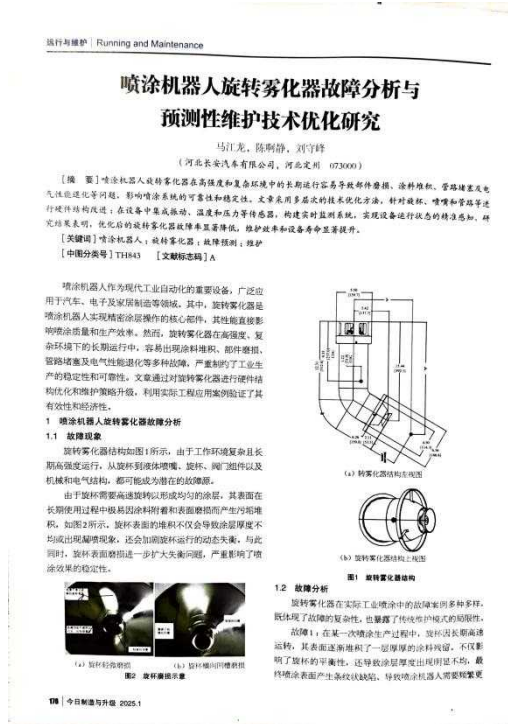 运行与维护 | Running and Maintenance
喷涂机器人旋转雾化器故障分析与
预测性维护技术优化研究
马江龙，陈啊静，刘守峰
（河北长安汽车有限公司，河北定州 073000）
［摘 要］喷涂机器人旋转雾化器在高强度和复杂环境中的长期运行容易导致部件磨损、涂料堆积、管路堵塞及电
气性能退化等问题，影响喷涂系统的可靠性和稳定性。文章采用多层次的技术优化方法，针对旋杯、喷嘴和管路等进
行硬件结构改进；在设备中集成振动、温度和压力等传感器，构建实时监测系统，实现设备运行状态的精准感知。研
究结果表明，优化后的旋转雾化器故障率显著降低，维护效率和设备寿命显著提升。
［关键词］喷涂机器人；旋转雾化器；故障预测；维护
［中图分类号］TH843 ［文献标志码］A
喷涂机器人作为现代工业自动化的重要设备，广泛应
用于汽车、电子及家居制造等领域。其中，旋转雾化器是
喷涂机器人实现精密涂层操作的核心部件，其性能直接影
响喷涂质量和生产效率。然而，旋转雾化器在高强度、复
杂环境下的长期运行中，容易出现涂料堆积、部件磨损、
管路堵塞及电气性能退化等多种故障，严重制约了工业生
产的稳定性和可靠性。文章通过对旋转雾化器进行硬件结
构优化和维护策略升级，利用实际工程应用案例验证了其
有效性和经济性。
1 喷涂机器人旋转雾化器故障分析
1.1 故障现象
旋转雾化器结构如图1所示，由于工作环境复杂且长
期高强度运行，从旋杯到液体喷嘴、旋杯、阀门组件以及
机械和电气结构，都可能成为潜在的故障源。
由于旋杯需要高速旋转以形成均匀的涂层，其表面在
长期使用过程中极易因涂料附着和表面磨损而产生污垢堆
积，如图2所示。旋杯表面的堆积不仅会导致涂层厚度不
均或出现漏喷现象，还会加剧旋杯运行的动态失衡，与此
同时，旋杯表面磨损进一步扩大失衡问题，严重影响了喷
涂效果的稳定性。
（a）旋杯轻微磨损 （b）旋杯横向凹槽磨损
图2 旋杯磨损示意
（a）转雾化器结构左视图
（b）旋转雾化器结构上视图
图1 旋转雾化器结构
1.2 故障分析
旋转雾化器在实际工业喷涂中的故障案例多种多样，
既体现了故障的复杂性，也暴露了传统维护模式的局限性。
故障1：在某一次喷涂生产过程中，旋杯因长期高速
运转，其表面逐渐堆积了一层厚厚的涂料残留，不仅影
响了旋杯的平衡性，还导致涂层厚度出现明显不均，最
终喷涂表面产生条纹状缺陷，导致喷涂机器人需要频繁更
176 | 今日制造与升级 2025.1